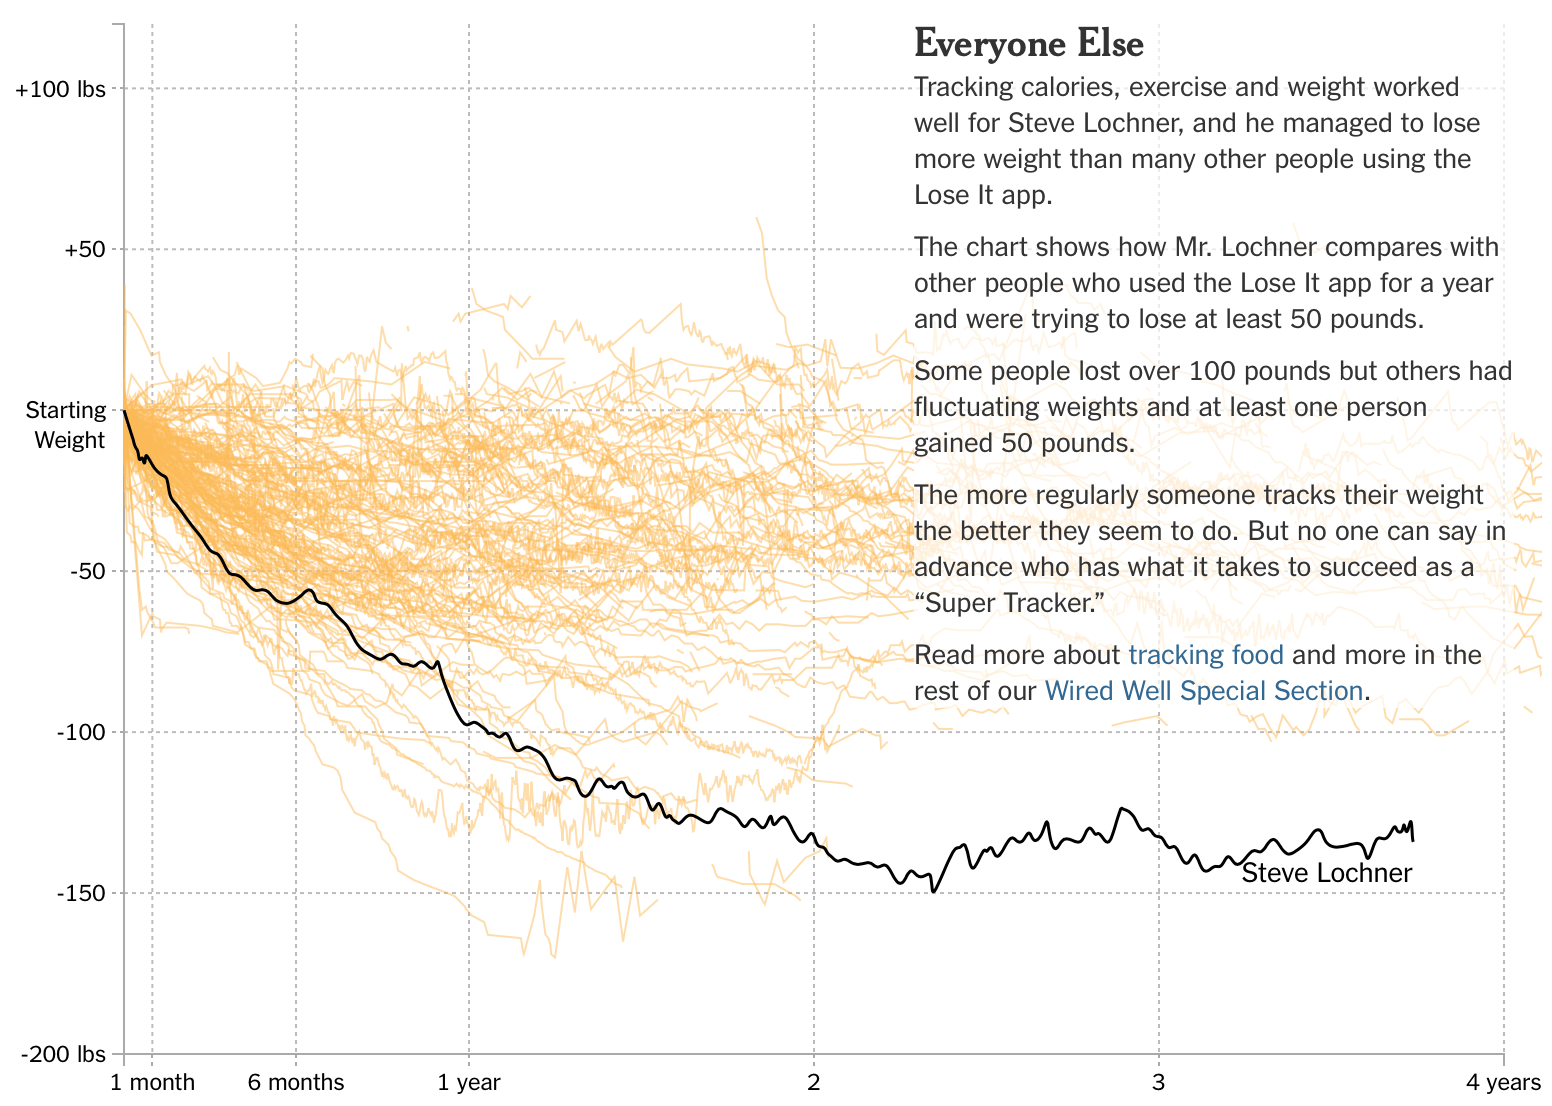 Everyone Else
Tracking calories, exercise and weight worked
well for Steve Lochner, and he managed to lose
more weight than many other people using the
Lose It app.
The chart shows how Mr. Lochner compares with
other people who used the Lose It app for a year
and were trying to lose at least 50 pounds.
Some people lost over 100 pounds but others had
fluctuating weights and at least one person
gained 50 pounds.
The more regularly someone tracks their weight
the better they seem to do. But no one can say in
advance who has what it takes to succeed as a
“Super Tracker.”
Read more about tracking food and more in the
rest of our Wired Well Special Section.
+100 lbs
+50
Starting
Weight
-50
-100
-150
-200 lbs
Steve Lochner
1 month
6 months
1 year
2
3
4 years